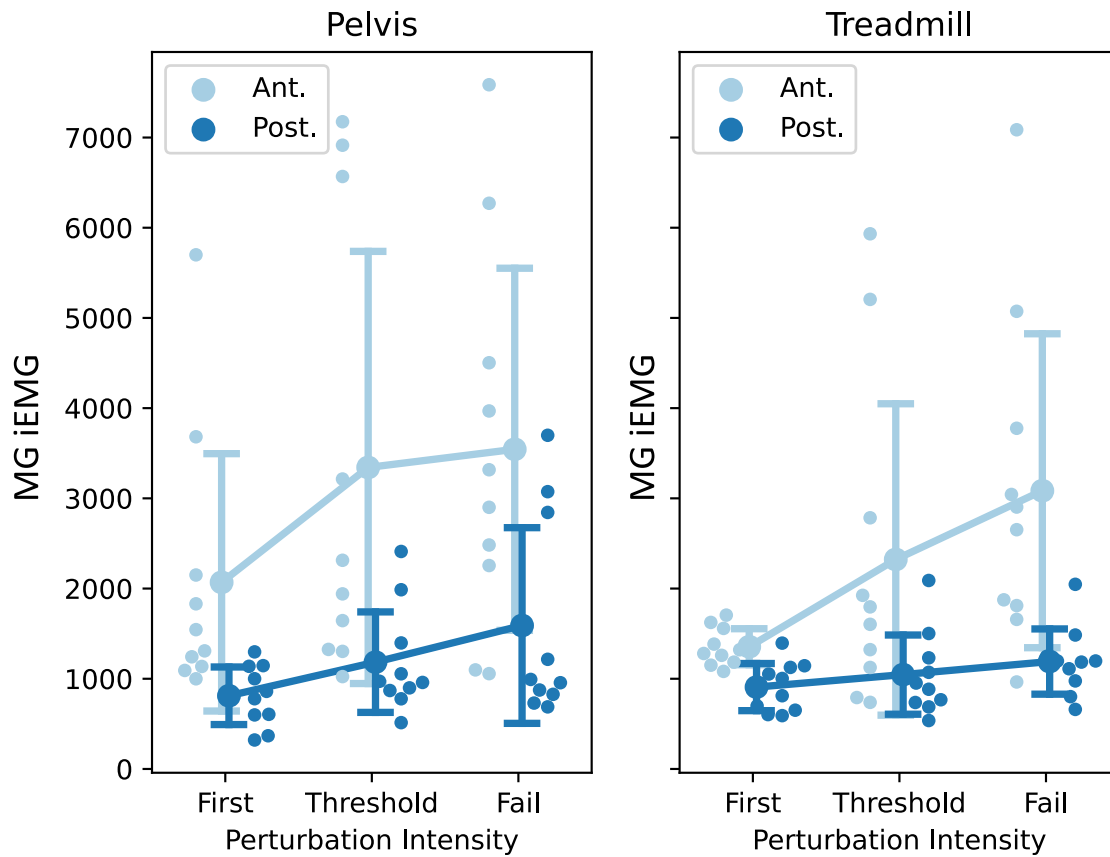 Pelvis
Treadmill
Ant.
Post.
Ant.
Post.
MG iEMG
7000
6000
5000
4000
3000
2000
1000
0
MG iEMG
First
Threshold
Fail
First
Threshold
Fail
Perturbation Intensity
Perturbation Intensity